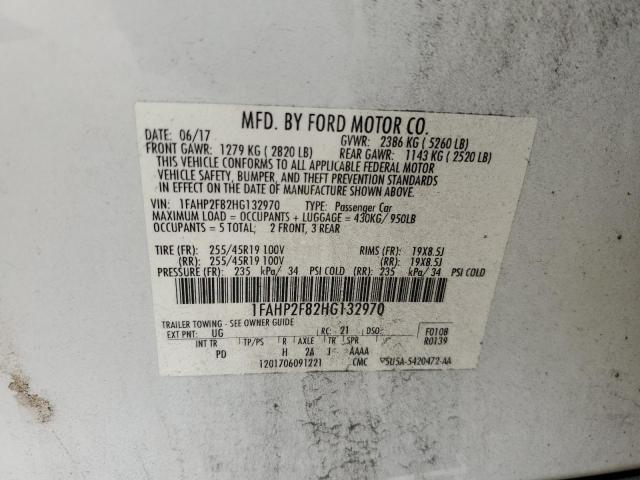 MFD. BY FORD MOTOR CO.
DATE: 06/17 GVWR: 2386 KG ( 5260 LB)
FRONT GAWR: 1279 KG ( 2820 LB) REAR GAWR: 1143 KG ( 2520 LB)
THIS VEHICLE CONFORMS TO ALL APPLICABLE FEDERAL MOTOR
VEHICLE SAFETY, BUMPER, AND THEFT PREVENTION STANDARDS
IN EFFECT ON THE DATE OF MANUFACTURE SHOWN ABOVE.
VIN: 1FAHP2F82HG132970 TYPE: Passenger Car
MAXIMUM LOAD = OCCUPANTS + LUGGAGE = 430KG/ 950LB
OCCUPANTS = 5 TOTAL; 2 FRONT, 3 REAR
TIRE (FR): 255/45R19 100V RIMS (FR): 19X8.5J
(RR): 255/45R19 100V (RR): 19X8.5J
PRESSURE (FR): 235 kPa/ 34 PSI COLD (RR): 235 kPa/ 34 PSI COLD
1FAHP2F82HG132970
TRAILER TOWING - SEE OWNER GUIDE
EXT PNT: UG RC: 21 DSO: F0108
INT TR TP/PS R AXLE TR SPR R0139
PD H 2A J AAAA
1201706091221 CMC 5U5A-5420472-AA